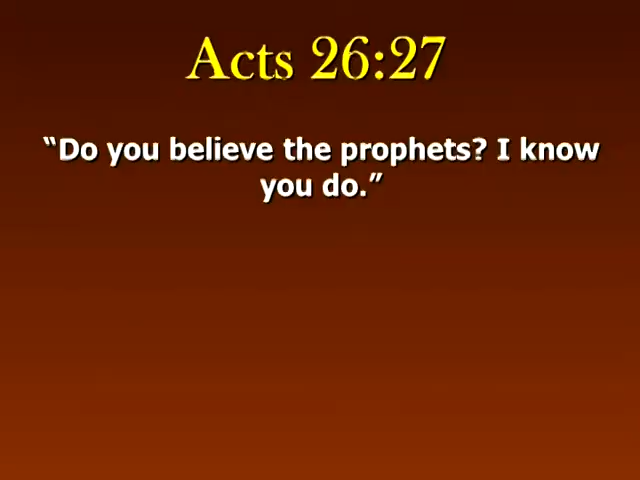 Acts 26:27
“Do you believe the prophets? I know
you do.”